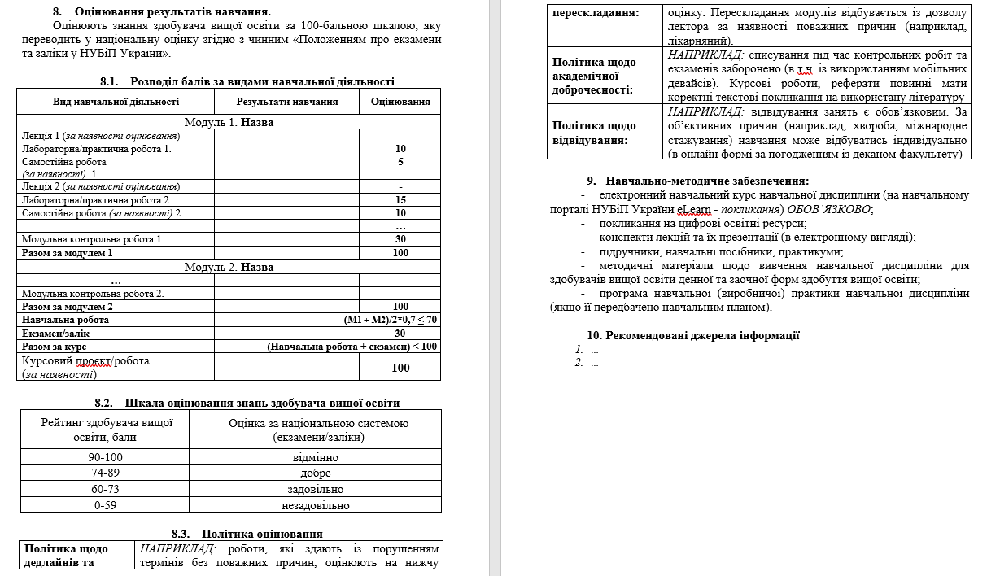 8. Оцінювання результатів навчання.
Оцінюють знання здобувача вищої освіти за 100-бальною шкалою, яку
переводить у національну оцінку згідно з чинним «Положенням про екзамени
та заліки у НУБіП України».
8.1. Розподіл балів за видами навчальної діяльності
Вид навчальної діяльності Результати навчання Оцінювання
Модуль 1. Назва
Лекція 1 (за наявності оцінювання) -
Лабораторна/практична робота 1. 10
Самостійна робота 5
(за наявності) 1.
Лекція 2 (за наявності оцінювання) -
Лабораторна/практична робота 2. 15
Самостійна робота (за наявності) 2. 10
... ...
Модульна контрольна робота 1. 30
Разом за модулем 1 100
Модуль 2. Назва
...
Модульна контрольна робота 2.
Разом за модулем 2 100
Навчальна робота (М1 + М2)/2*0,7 ≤ 70
Екзамен/залік 30
Разом за курс (Навчальна робота + екзамен) ≤ 100
Курсовий проєкт/робота
(за наявності) 100
8.2. Шкала оцінювання знань здобувача вищої освіти
Рейтинг здобувача вищої Оцінка за національною системою
освіти, бали (екзамени/заліки)
90-100 відмінно
74-89 добре
60-73 задовільно
0-59 незадовільно
8.3. Політика оцінювання
Політика щодо НАПРИКЛАД: роботи, які здають із порушенням
дедлайнів та термінів без поважних причин, оцінюють на нижчу
перескладання: оцінку. Перескладання модулів відбувається із дозволу
лектора за наявності поважних причин (наприклад,
лікарняний).
Політика щодо НАПРИКЛАД: списування під час контрольних робіт та
академічної екзаменів заборонено (в т.ч. із використанням мобільних
доброчесності: девайсів). Курсові роботи, реферати повинні мати
коректні текстові покликання на використану літературу
Політика щодо НАПРИКЛАД: відвідування занять є обов’язковим. За
відвідування: об’єктивних причин (наприклад, хвороба, міжнародне
стажування) навчання може відбуватись індивідуально
(в онлайн формі за погодженням із деканом факультету)
9. Навчально-методичне забезпечення:
- електронний навчальний курс навчальної дисципліни (на навчальному
порталі НУБіП України eLearn - покликання) ОБОВ’ЯЗКОВО;
- покликання на цифрові освітні ресурси;
- конспекти лекцій та їх презентації (в електронному вигляді);
- підручники, навчальні посібники, практикуми;
- методичні матеріали щодо вивчення навчальної дисципліни для
здобувачів вищої освіти денної та заочної форм здобуття вищої освіти;
- програма навчальної (виробничої) практики навчальної дисципліни
(якщо її передбачено навчальним планом).
10. Рекомендовані джерела інформації
1. ...
2. ...